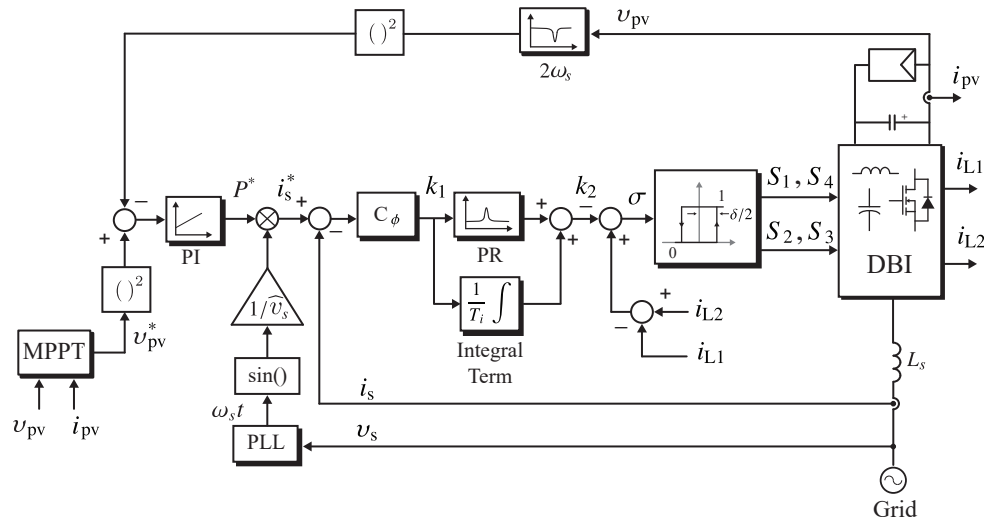 ( )²
υpv
2ωs
ipv
P*
is*
+
−
k1
k2
σ
S1 , S4
iL1
−
+
PI
Cϕ
PR
+
+
−
+
1
δ/2
0
S2 , S3
iL2
DBI
( )²
1/v̂s
1/Ti ∫
+
−
iL2
iL1
υ*pv
MPPT
Integral
Term
Ls
sin()
υpv
ipv
ωst
is
PLL
υs
Grid